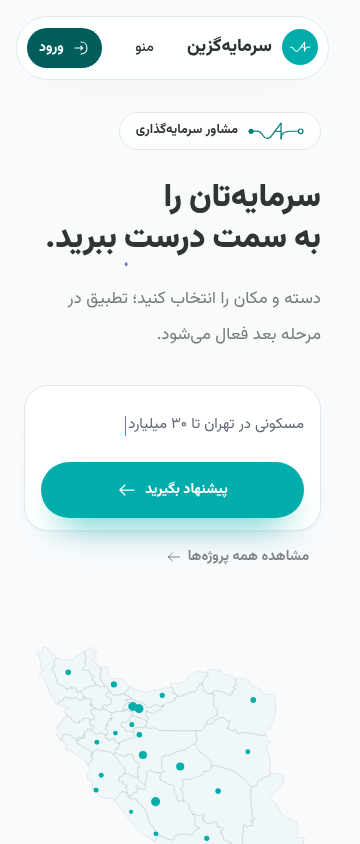 سرمایه‌گزین
منو
ورود
مشاور سرمایه‌گذاری
سرمایه‌تان را
به سمت درست ببرید.
دسته و مکان را انتخاب کنید؛ تطبیق در
مرحله بعد فعال می‌شود.
مسکونی در تهران تا ۳۰ میلیارد
پیشنهاد بگیرید
مشاهده همه پروژه‌ها